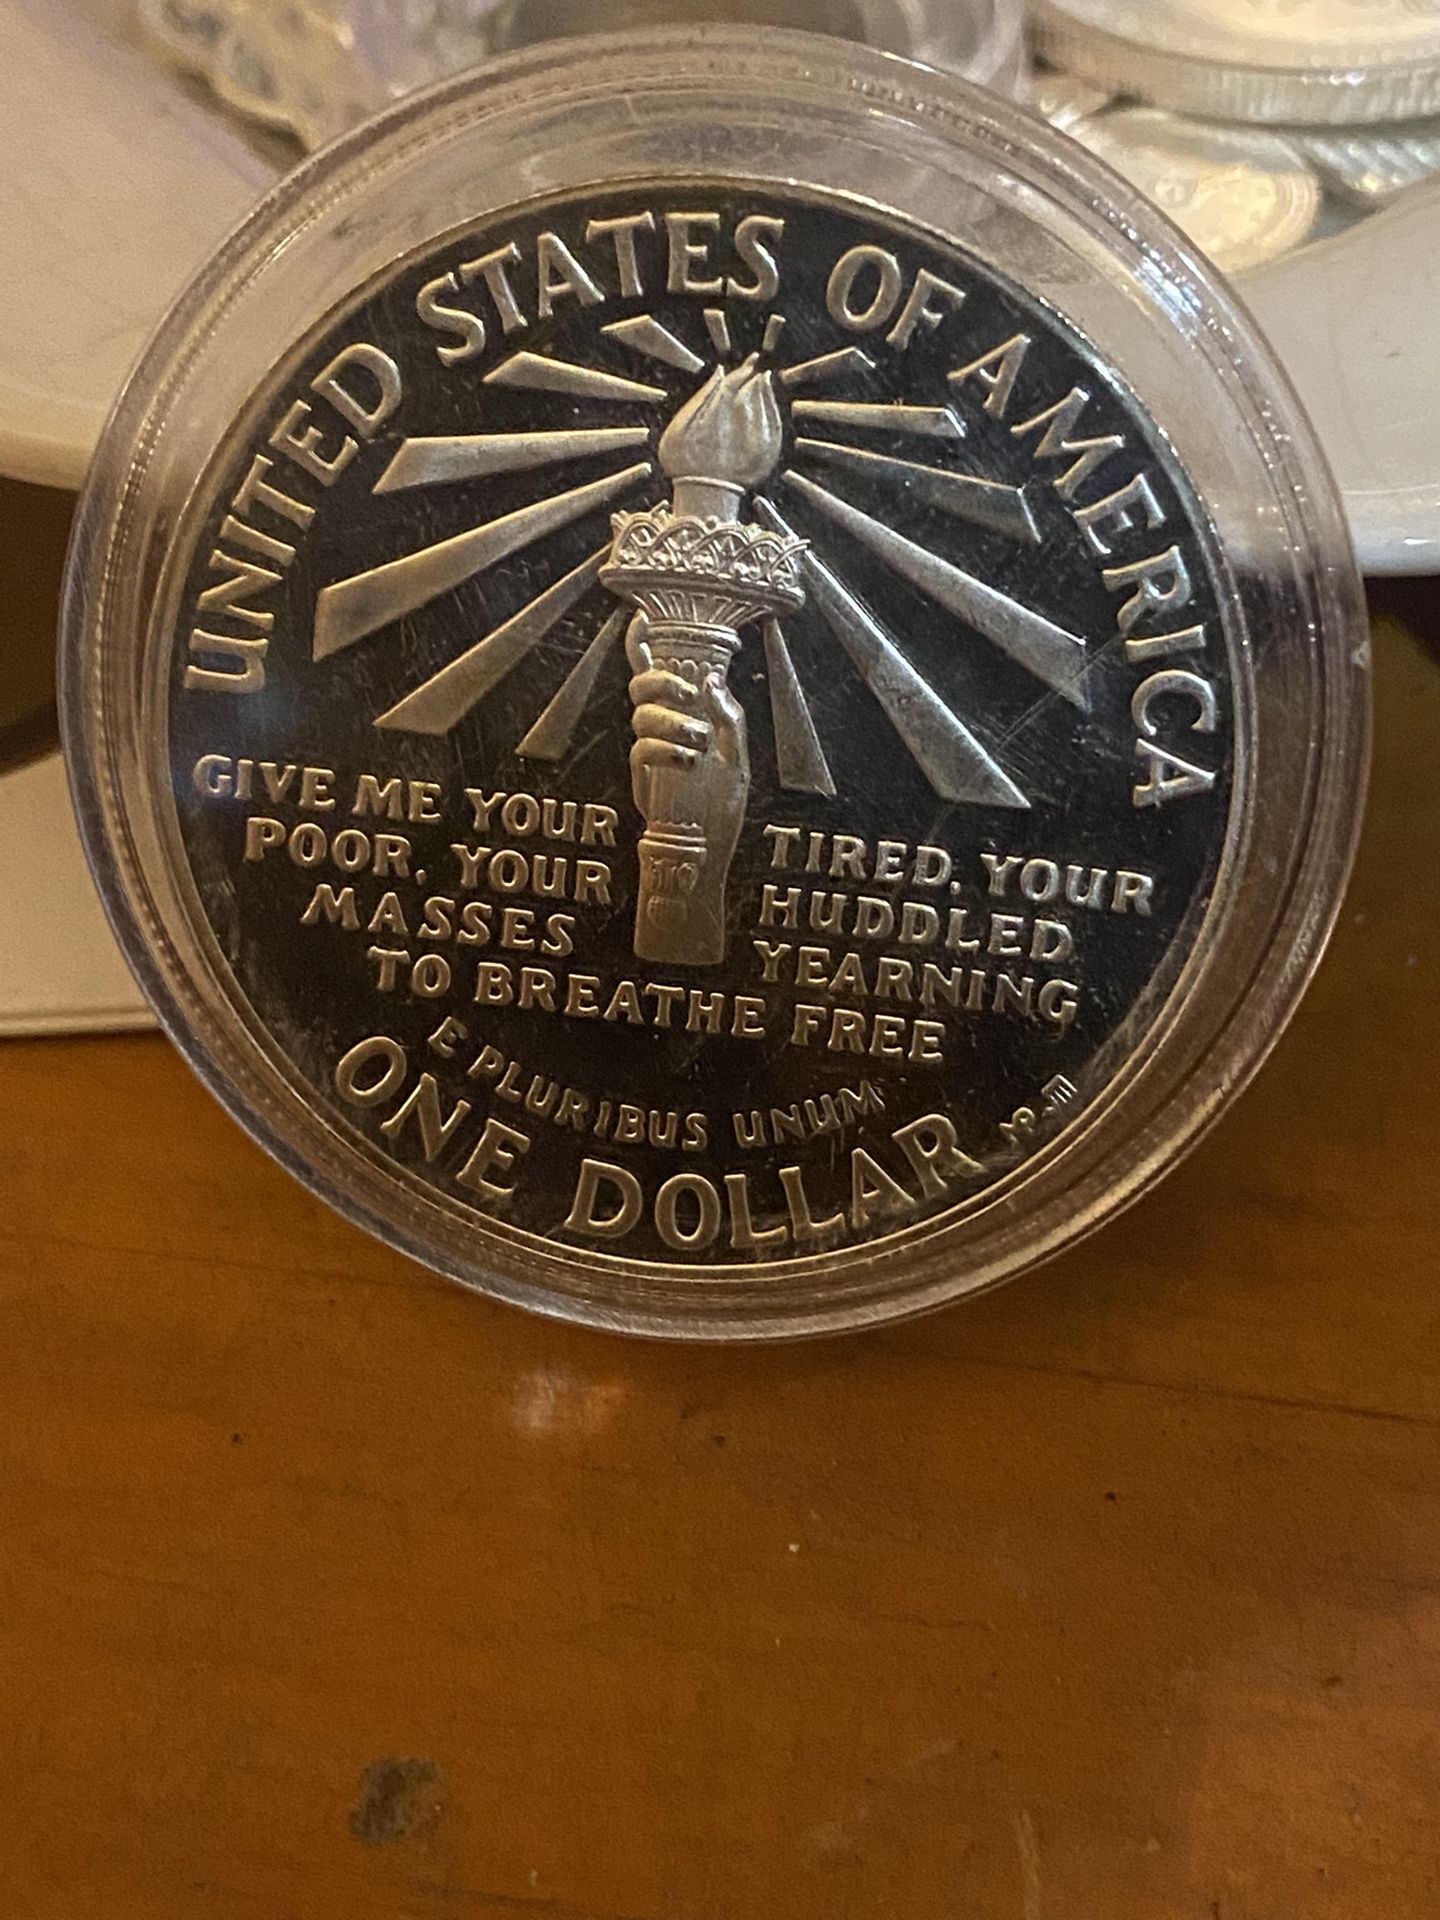 UNITED STATES OF AMERICA
GIVE ME YOUR TIRED, YOUR
POOR, YOUR HUDDLED
MASSES YEARNING
TO BREATHE FREE
E PLURIBUS UNUM
ONE DOLLAR